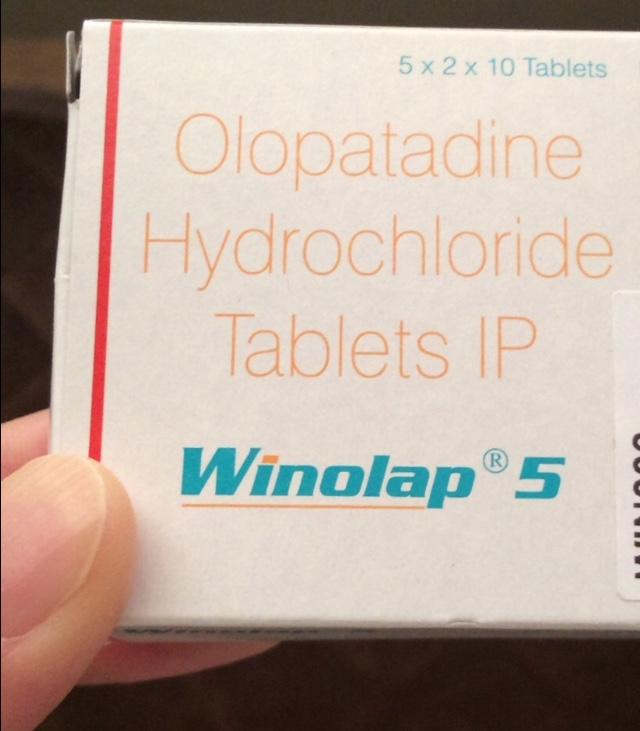 5 x 2 x 10 Tablets
Olopatadine
Hydrochloride
Tablets IP
Winolap® 5